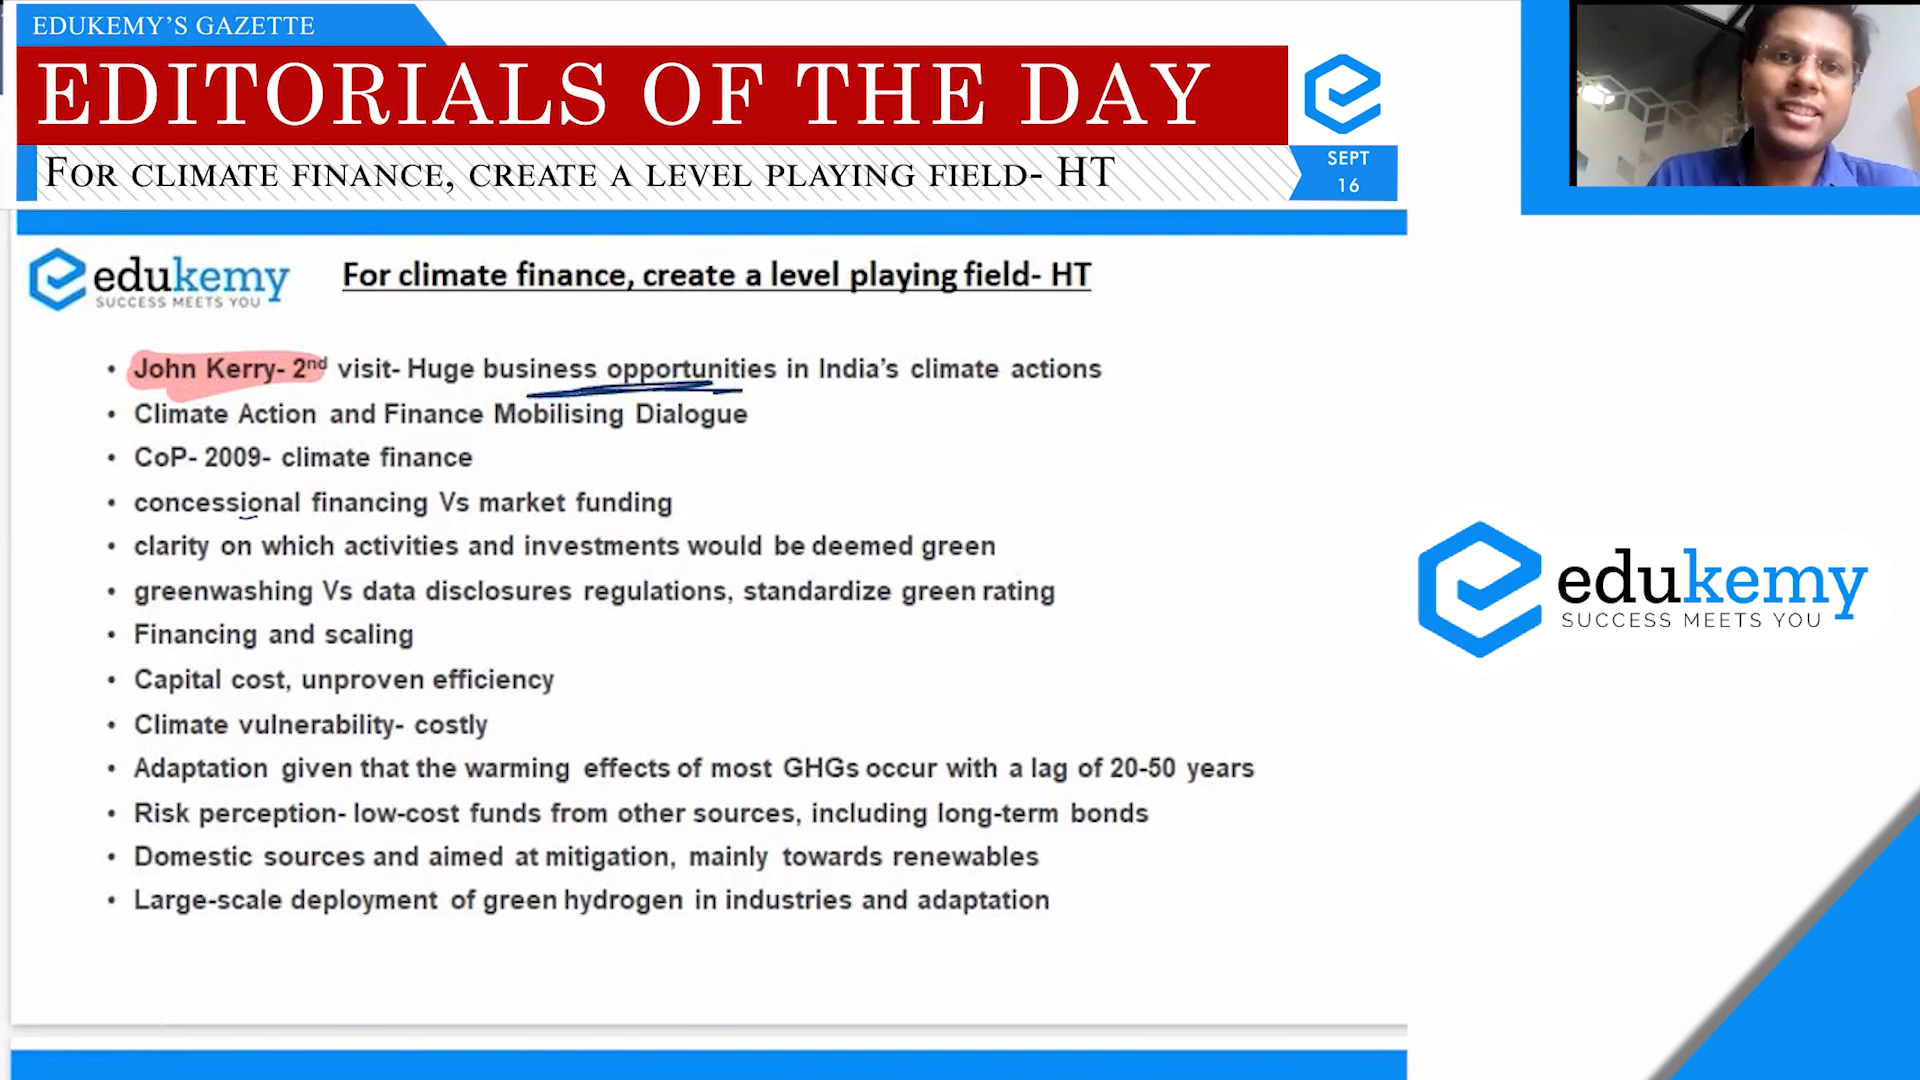 EDUKEMY'S GAZETTE
EDITORIALS OF THE DAY
FOR CLIMATE FINANCE, CREATE A LEVEL PLAYING FIELD- HT
SEPT
16
edukemy
SUCCESS MEETS YOU
For climate finance, create a level playing field- HT
• John Kerry- 2nd visit- Huge business opportunities in India's climate actions
• Climate Action and Finance Mobilising Dialogue
• CoP- 2009- climate finance
• concessional financing Vs market funding
• clarity on which activities and investments would be deemed green
• greenwashing Vs data disclosures regulations, standardize green rating
• Financing and scaling
• Capital cost, unproven efficiency
• Climate vulnerability- costly
• Adaptation given that the warming effects of most GHGs occur with a lag of 20-50 years
• Risk perception- low-cost funds from other sources, including long-term bonds
• Domestic sources and aimed at mitigation, mainly towards renewables
• Large-scale deployment of green hydrogen in industries and adaptation
edukemy
SUCCESS MEETS YOU